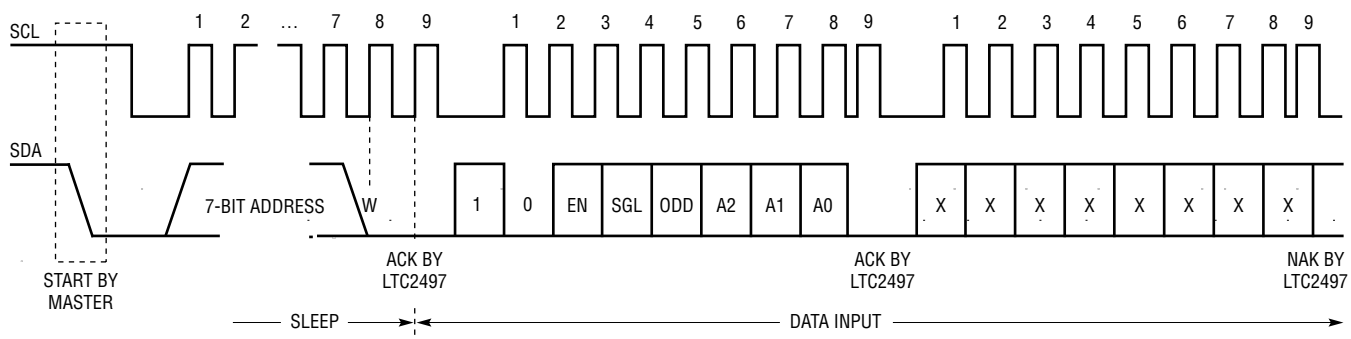 SCL
1 2 ... 7 8 9 1 2 3 4 5 6 7 8 9 1 2 3 4 5 6 7 8 9
SDA
7-BIT ADDRESS W 1 0 EN SGL ODD A2 A1 A0 X X X X X X X X
START BY
MASTER
ACK BY
LTC2497
ACK BY
LTC2497
NAK BY
LTC2497
SLEEP
DATA INPUT